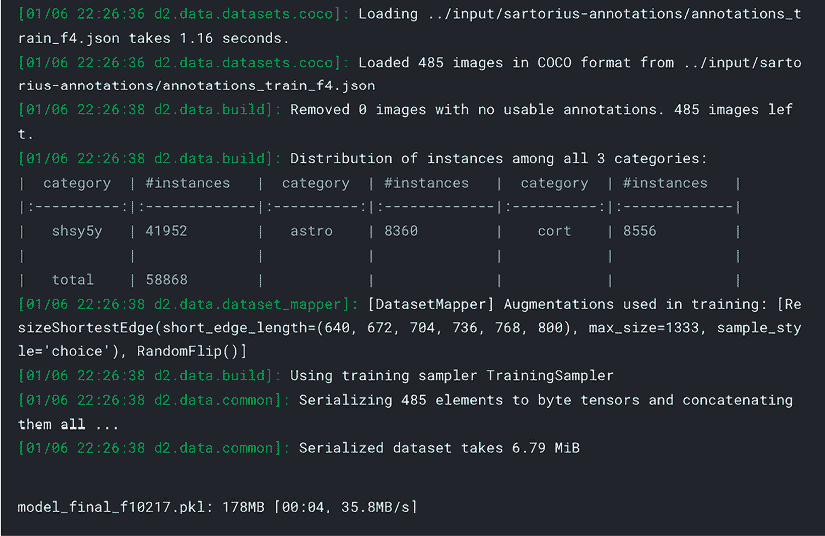 [01/06 22:26:36 d2.data.datasets.coco]: Loading ../input/sartorius-annotations/annotations_t
rain_f4.json takes 1.16 seconds.
[01/06 22:26:36 d2.data.datasets.coco]: Loaded 485 images in COCO format from ../input/sarto
rius-annotations/annotations_train_f4.json
[01/06 22:26:38 d2.data.build]: Removed 0 images with no usable annotations. 485 images lef
t.
[01/06 22:26:38 d2.data.build]: Distribution of instances among all 3 categories:
|  category  | #instances   |  category  | #instances   |  category  | #instances   |
|:----------:|:-------------|:----------:|:-------------|:----------:|:-------------|
|   shsy5y   | 41952        |   astro    | 8360         |    cort    | 8556         |
|            |              |            |              |            |              |
|   total    | 58868        |            |              |            |              |
[01/06 22:26:38 d2.data.dataset_mapper]: [DatasetMapper] Augmentations used in training: [Re
sizeShortestEdge(short_edge_length=(640, 672, 704, 736, 768, 800), max_size=1333, sample_sty
le='choice'), RandomFlip()]
[01/06 22:26:38 d2.data.build]: Using training sampler TrainingSampler
[01/06 22:26:38 d2.data.common]: Serializing 485 elements to byte tensors and concatenating
them all ...
[01/06 22:26:38 d2.data.common]: Serialized dataset takes 6.79 MiB
model_final_f10217.pkl: 178MB [00:04, 35.8MB/s]